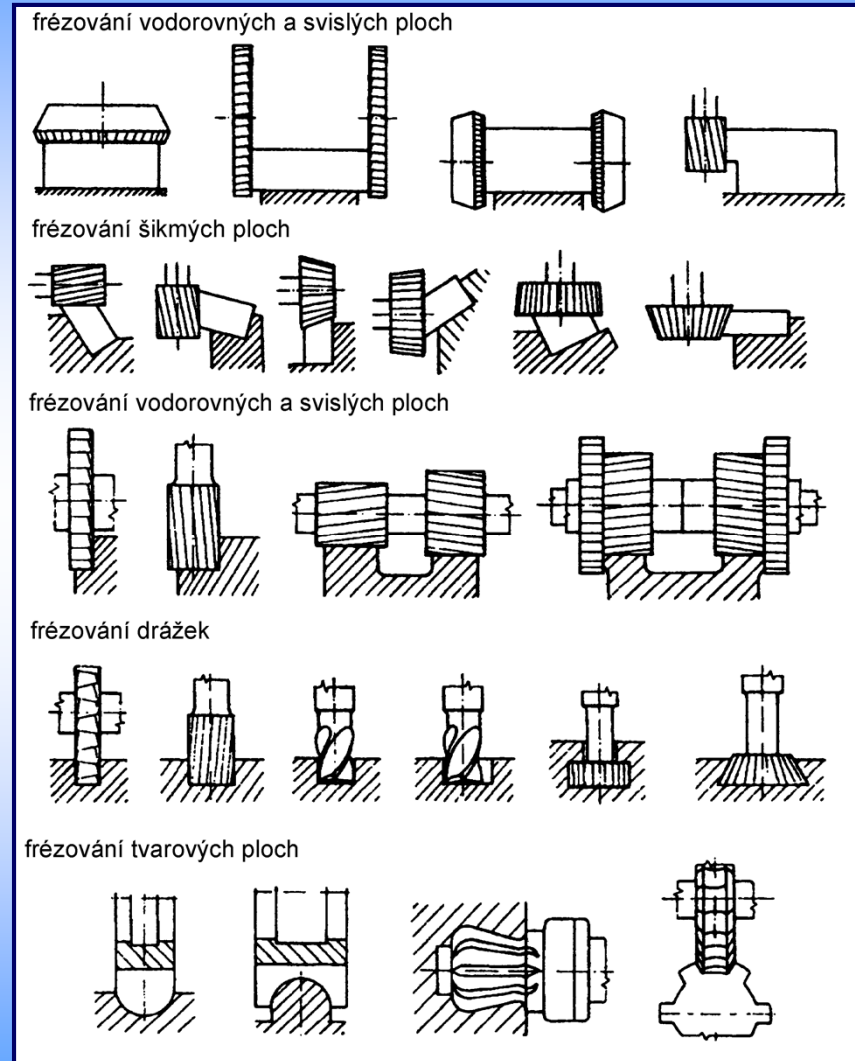 frézování vodorovných a svislých ploch
frézování šikmých ploch
frézování vodorovných a svislých ploch
frézování drážek
frézování tvarových ploch